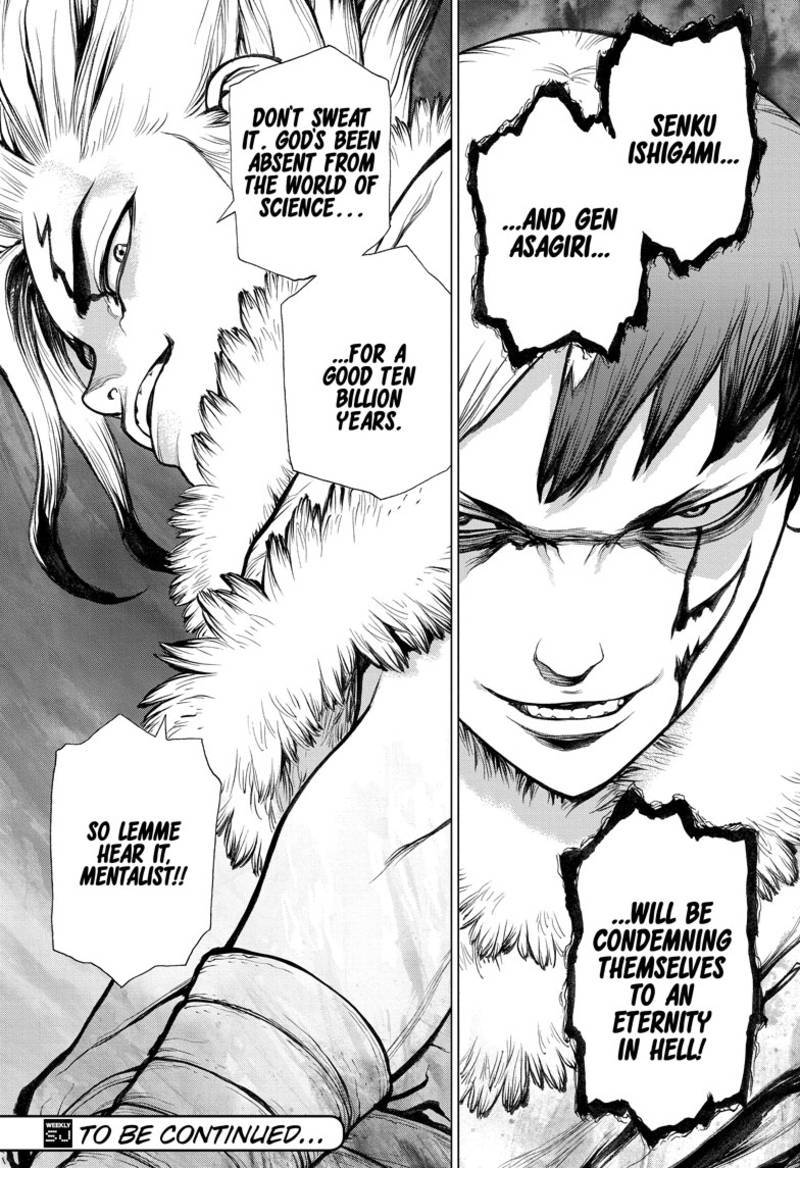 SENKU
ISHIGAMI...
...AND GEN
ASAGIRI...
...WILL BE
CONDEMNING
THEMSELVES
TO AN
ETERNITY
IN HELL!
DON'T SWEAT
IT. GOD'S BEEN
ABSENT FROM
THE WORLD OF
SCIENCE...
...FOR A
GOOD TEN
BILLION
YEARS.
SO LEMME
HEAR IT,
MENTALIST!!
WEEKLY
SJ
TO BE CONTINUED...